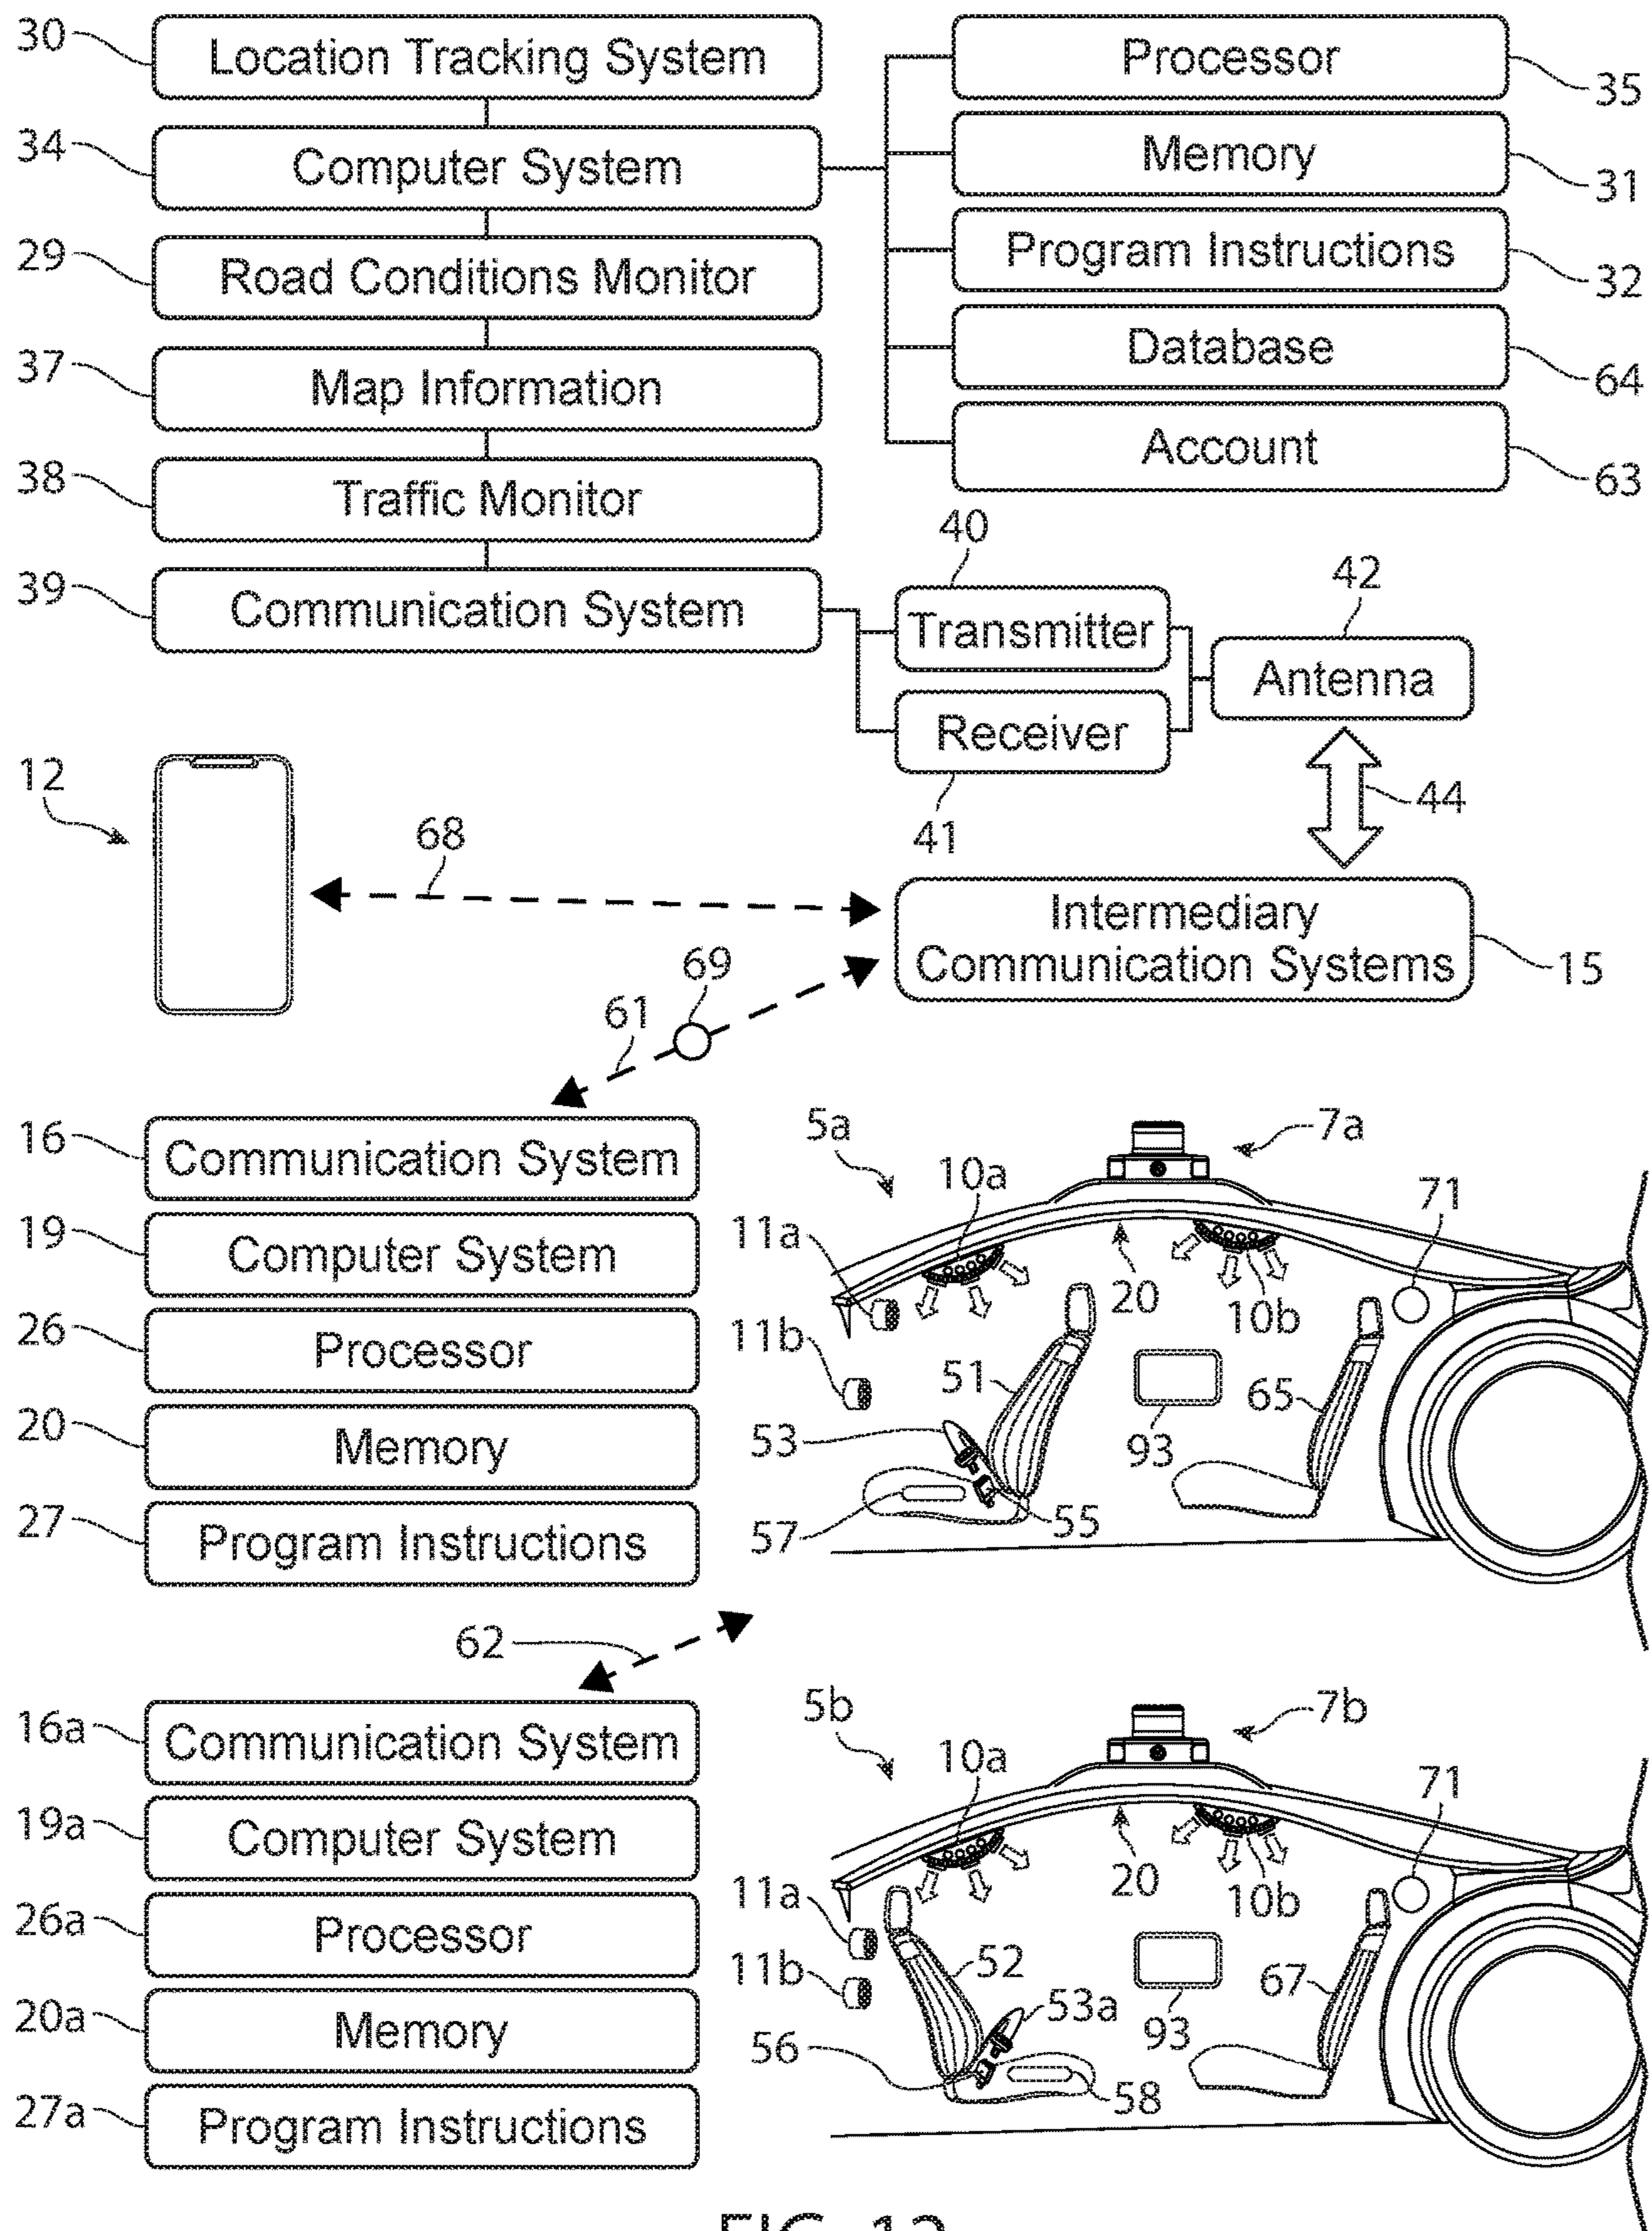 30 Location Tracking System
Processor 35
34 Computer System
Memory 31
29 Road Conditions Monitor
Program Instructions 32
37 Map Information
Database 64
38 Traffic Monitor
Account 63
39 Communication System
40
Transmitter
42
Antenna
Receiver
41
44
12
68
Intermediary
Communication Systems 15
69
61
16 Communication System
19 Computer System
26 Processor
20 Memory
27 Program Instructions
5a
7a
10a
71
11a
20
10b
11b
51
65
53
93
57
55
62
16a Communication System
19a Computer System
26a Processor
20a Memory
27a Program Instructions
5b
7b
10a
71
11a
20
10b
11b
52
67
53a
93
56
58
FIG. 12